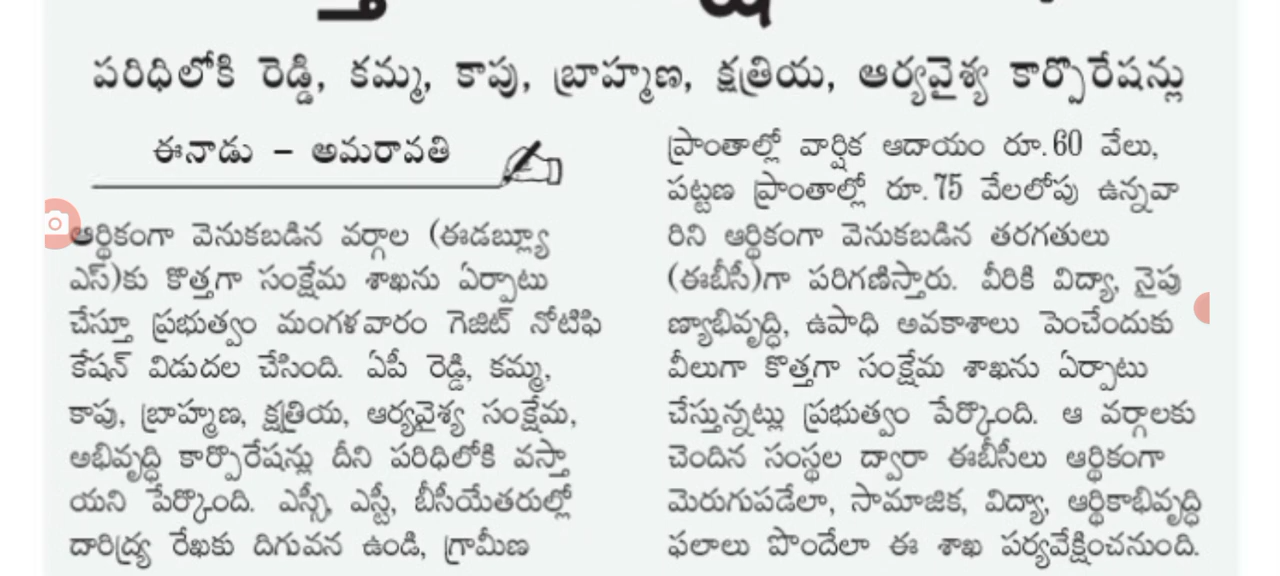 పరిధిలోకి రెడ్డి, కమ్మ, కాపు, బ్రాహ్మణ, క్షత్రియ, ఆర్యవైశ్య కార్పొరేషన్లు
ఈనాడు – అమరావతి
ఆర్థికంగా వెనుకబడిన వర్గాల (ఈడబ్ల్యూ
ఎస్)కు కొత్తగా సంక్షేమ శాఖను ఏర్పాటు
చేస్తూ ప్రభుత్వం మంగళవారం గెజిట్ నోటిఫి
కేషన్ విడుదల చేసింది. ఏపీ రెడ్డి, కమ్మ,
కాపు, బ్రాహ్మణ, క్షత్రియ, ఆర్యవైశ్య సంక్షేమ,
అభివృద్ధి కార్పొరేషన్లు దీని పరిధిలోకి వస్తా
యని పేర్కొంది. ఎస్సీ, ఎస్టీ, బీసీయేతరుల్లో
దారిద్ర్య రేఖకు దిగువన ఉండి, గ్రామీణ
ప్రాంతాల్లో వార్షిక ఆదాయం రూ.60 వేలు,
పట్టణ ప్రాంతాల్లో రూ.75 వేలలోపు ఉన్నవా
రిని ఆర్థికంగా వెనుకబడిన తరగతులు
(ఈబీసీ)గా పరిగణిస్తారు. వీరికి విద్యా, నైపు
ణ్యాభివృద్ధి, ఉపాధి అవకాశాలు పెంచేందుకు
వీలుగా కొత్తగా సంక్షేమ శాఖను ఏర్పాటు
చేస్తున్నట్లు ప్రభుత్వం పేర్కొంది. ఆ వర్గాలకు
చెందిన సంస్థల ద్వారా ఈబీసీలు ఆర్థికంగా
మెరుగుపడేలా, సామాజిక, విద్యా, ఆర్థికాభివృద్ధి
ఫలాలు పొందేలా ఈ శాఖ పర్యవేక్షించనుంది.